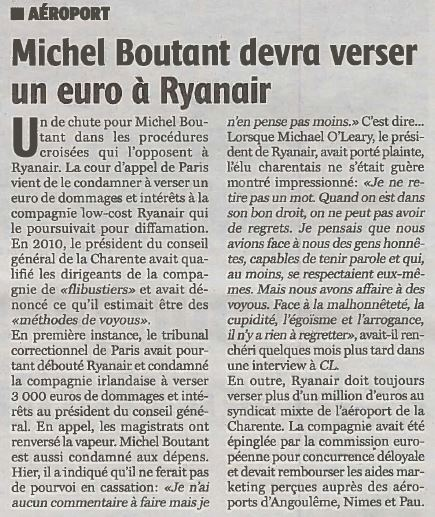 ■ AÉROPORT
Michel Boutant devra verser
un euro à Ryanair
Un de chute pour Michel Bou-
tant dans les procédures
croisées qui l'opposent à
Ryanair. La cour d'appel de Paris
vient de le condamner à verser un
euro de dommages et intérêts à la
compagnie low-cost Ryanair qui
le poursuivait pour diffamation.
En 2010, le président du conseil
général de la Charente avait qua-
lifié les dirigeants de la compa-
gnie de «flibustiers» et avait dé-
noncé ce qu'il estimait être des
«méthodes de voyous».
En première instance, le tribunal
correctionnel de Paris avait pour-
tant débouté Ryanair et condamné
la compagnie irlandaise à verser
3 000 euros de dommages et inté-
rêts au président du conseil géné-
ral. En appel, les magistrats ont
renversé la vapeur. Michel Boutant
est aussi condamné aux dépens.
Hier, il a indiqué qu'il ne ferait pas
de pourvoi en cassation: «Je n'ai
aucun commentaire à faire mais je
n'en pense pas moins.» C'est dire...
Lorsque Michael O'Leary, le prési-
dent de Ryanair, avait porté plainte,
l'élu charentais ne s'était guère
montré impressionné: «Je ne re-
tire pas un mot. Quand on est dans
son bon droit, on ne peut pas avoir
de regrets. Je pensais que nous
avions face à nous des gens honnê-
tes, capables de tenir parole et qui,
au moins, se respectaient eux-mê-
mes. Mais nous avons affaire à des
voyous. Face à la malhonnêteté, la
cupidité, l'égoïsme et l'arrogance,
il n'y a rien à regretter», avait-il ren-
chéri quelques mois plus tard dans
une interview à CL.
En outre, Ryanair doit toujours
verser plus d'un million d'euros au
syndicat mixte de l'aéroport de la
Charente. La compagnie avait été
épinglée par la commission euro-
péenne pour concurrence déloyale
et devait rembourser les aides mar-
keting perçues auprès des aéro-
ports d'Angoulême, Nimes et Pau.